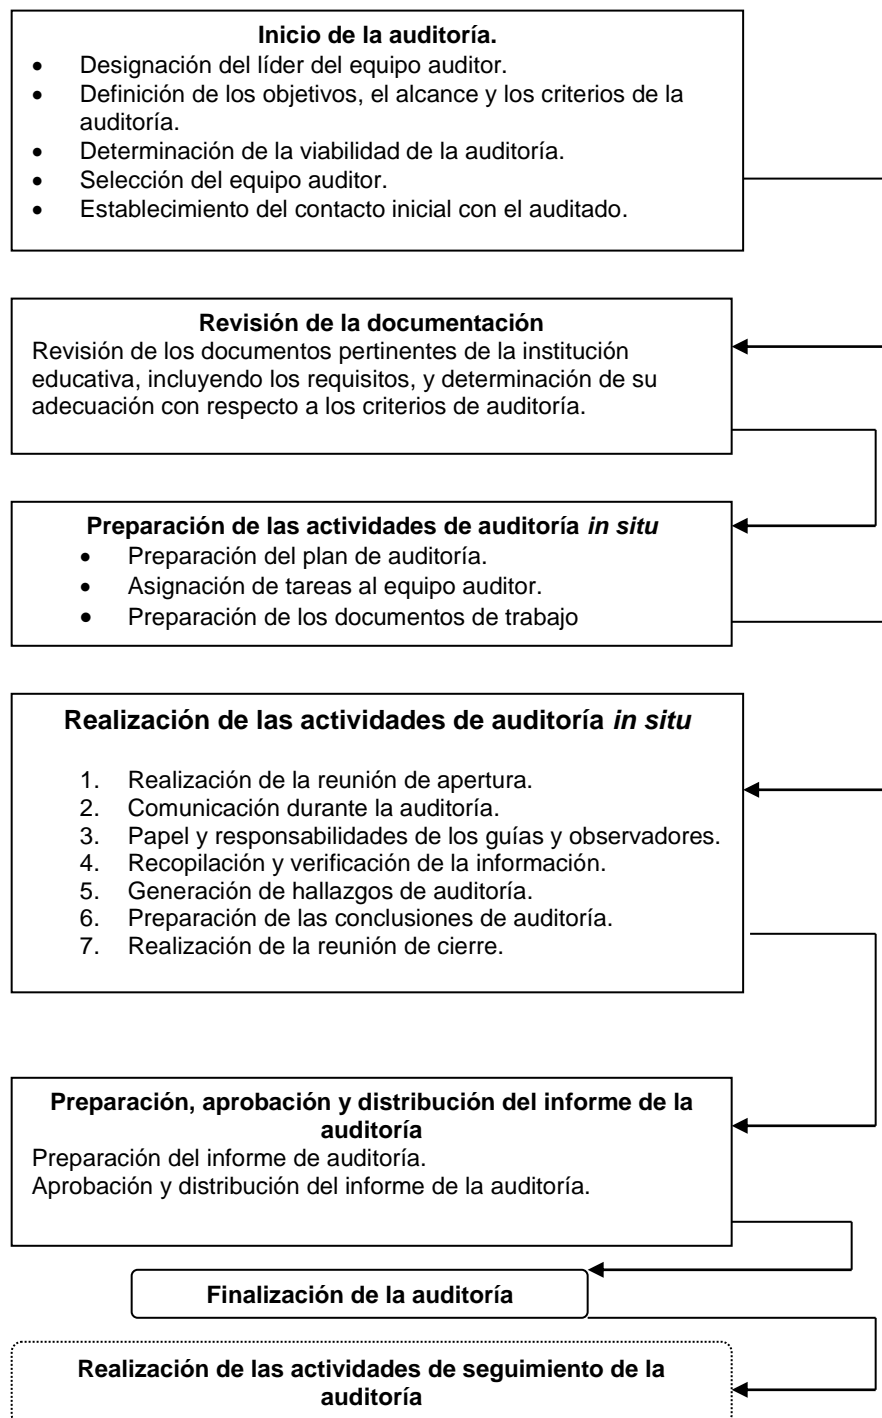 Inicio de la auditoría.
• Designación del líder del equipo auditor.
• Definición de los objetivos, el alcance y los criterios de la
auditoría.
• Determinación de la viabilidad de la auditoría.
• Selección del equipo auditor.
• Establecimiento del contacto inicial con el auditado.
Revisión de la documentación
Revisión de los documentos pertinentes de la institución
educativa, incluyendo los requisitos, y determinación de su
adecuación con respecto a los criterios de auditoría.
Preparación de las actividades de auditoría in situ
• Preparación del plan de auditoría.
• Asignación de tareas al equipo auditor.
• Preparación de los documentos de trabajo
Realización de las actividades de auditoría in situ
1. Realización de la reunión de apertura.
2. Comunicación durante la auditoría.
3. Papel y responsabilidades de los guías y observadores.
4. Recopilación y verificación de la información.
5. Generación de hallazgos de auditoría.
6. Preparación de las conclusiones de auditoría.
7. Realización de la reunión de cierre.
Preparación, aprobación y distribución del informe de la
auditoría
Preparación del informe de auditoría.
Aprobación y distribución del informe de la auditoría.
Finalización de la auditoría
Realización de las actividades de seguimiento de la
auditoría